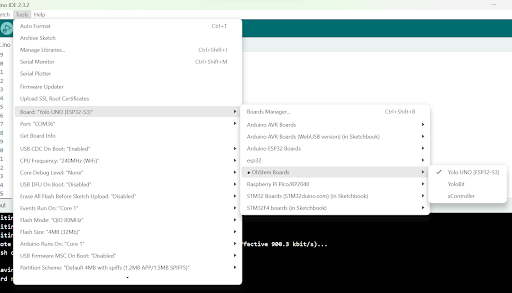 ino IDE 2.3.2
etch Tools Help
Auto Format Ctrl+T
Archive Sketch
Manage Libraries... Ctrl+Shift+I
Serial Monitor Ctrl+Shift+M
Serial Plotter
Firmware Updater
Upload SSL Root Certificates
Board: "Yolo UNO (ESP32-S3)"
Port: "COM36"
Get Board Info
USB CDC On Boot: "Enabled"
CPU Frequency: "240MHz (WiFi)"
Core Debug Level: "None"
USB DFU On Boot: "Disabled"
Erase All Flash Before Sketch Upload: "Disabled"
Events Run On: "Core 1"
Flash Mode: "QIO 80MHz"
Flash Size: "4MB (32Mb)"
Arduino Runs On: "Core 1"
USB Firmware MSC On Boot: "Disabled"
Partition Scheme: "Default 4MB with spiffs (1.2MB APP/1.5MB SPIFFS)"
Boards Manager... Ctrl+Shift+B
Arduino AVR Boards
Arduino AVR Boards (WebUSB version) (in Sketchbook)
Arduino ESP32 Boards
esp32
OhStem Boards
Raspberry Pi Pico/RP2040
STM32 Boards (STM32duino.com) (in Sketchbook)
STM32F4 boards (in Sketchbook)
Yolo UNO (ESP32-S3)
YoloBit
xController
fective 900.3 kbit/s)...